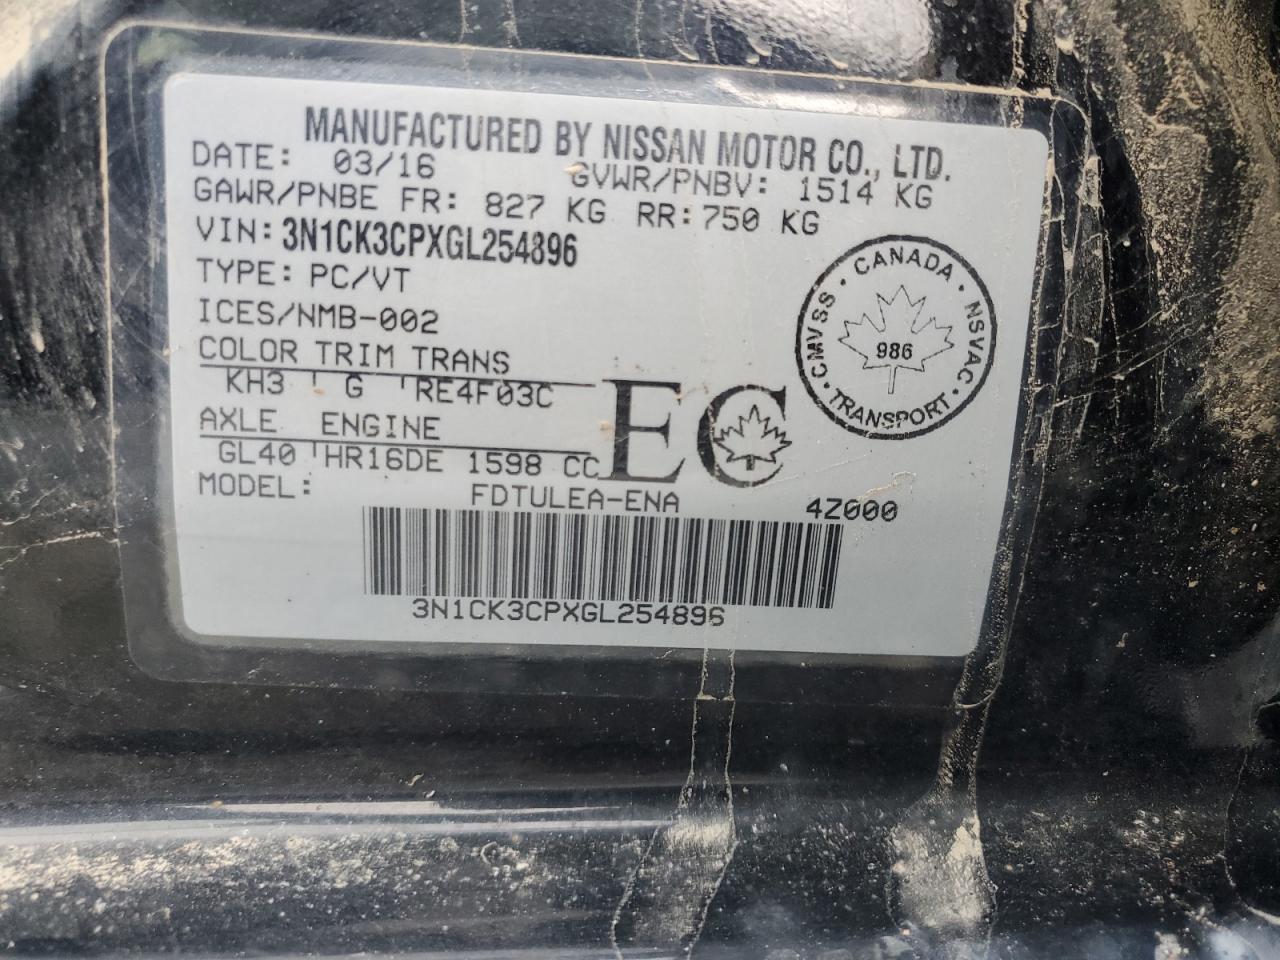 MANUFACTURED BY NISSAN MOTOR CO., LTD.
DATE: 03/16 GVWR/PNBV: 1514 KG
GAWR/PNBE FR: 827 KG RR: 750 KG
VIN: 3N1CK3CPXGL254896
TYPE: PC/VT
ICES/NMB-002
COLOR TRIM TRANS
KH3 G RE4F03C
AXLE ENGINE
GL40 HR16DE 1598 CC
MODEL: FDTULEA-ENA 4Z000
EC
CANADA · NSVAC · TRANSPORT · CMVSS ·
986
3N1CK3CPXGL254896